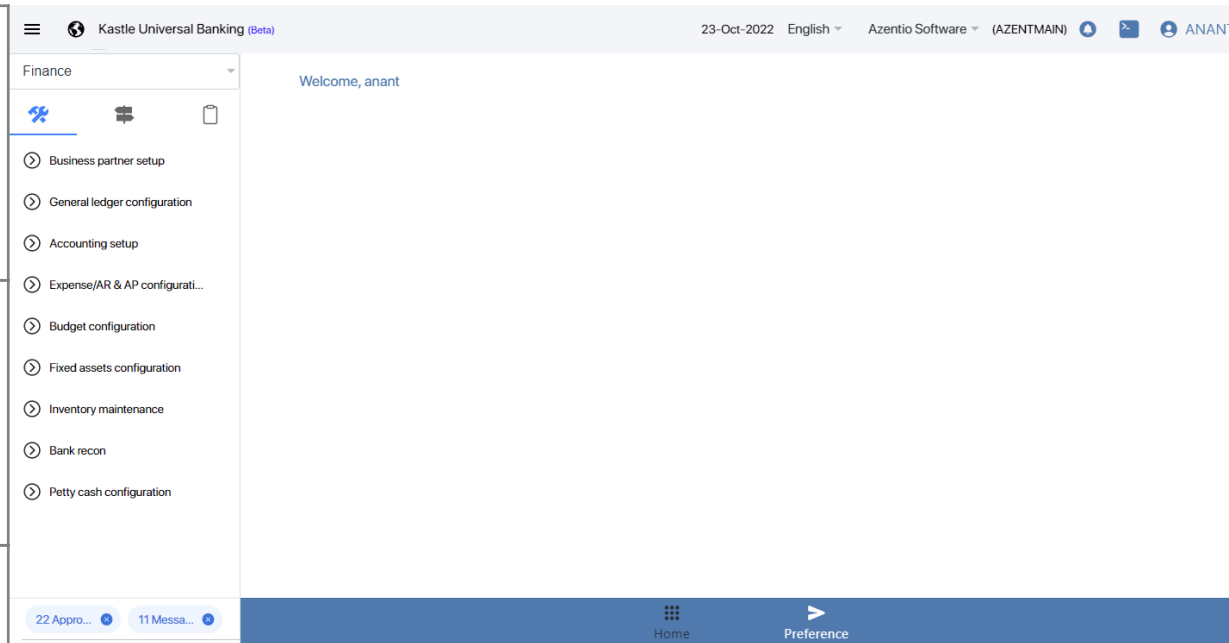 Kastle Universal Banking (Beta)
23-Oct-2022 English Azentio Software (AZENTMAIN) ANANT
Finance
Welcome, anant
Business partner setup
General ledger configuration
Accounting setup
Expense/AR & AP configurati...
Budget configuration
Fixed assets configuration
Inventory maintenance
Bank recon
Petty cash configuration
22 Appro... 11 Messa...
Home Preference